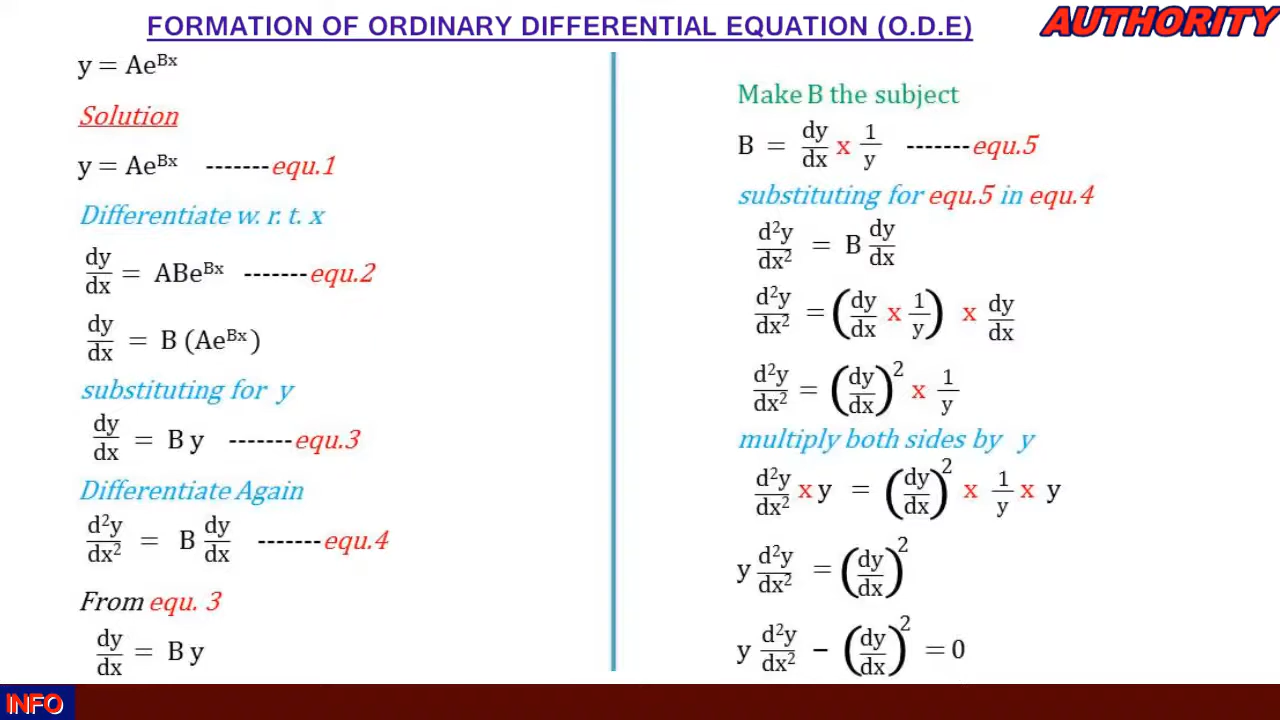 FORMATION OF ORDINARY DIFFERENTIAL EQUATION (O.D.E)
AUTHORITY
y = Ae^{Bx}
Solution
y = Ae^{Bx} -------equ.1
Differentiate w. r. t. x
dy/dx = ABe^{Bx} -------equ.2
dy/dx = B (Ae^{Bx})
substituting for y
dy/dx = B y -------equ.3
Differentiate Again
d²y/dx² = B dy/dx -------equ.4
From equ. 3
dy/dx = B y
Make B the subject
B = dy/dx x 1/y -------equ.5
substituting for equ.5 in equ.4
d²y/dx² = B dy/dx
d²y/dx² = (dy/dx x 1/y) x dy/dx
d²y/dx² = (dy/dx)² x 1/y
multiply both sides by y
d²y/dx² x y = (dy/dx)² x 1/y x y
y d²y/dx² = (dy/dx)²
y d²y/dx² − (dy/dx)² = 0
INFO